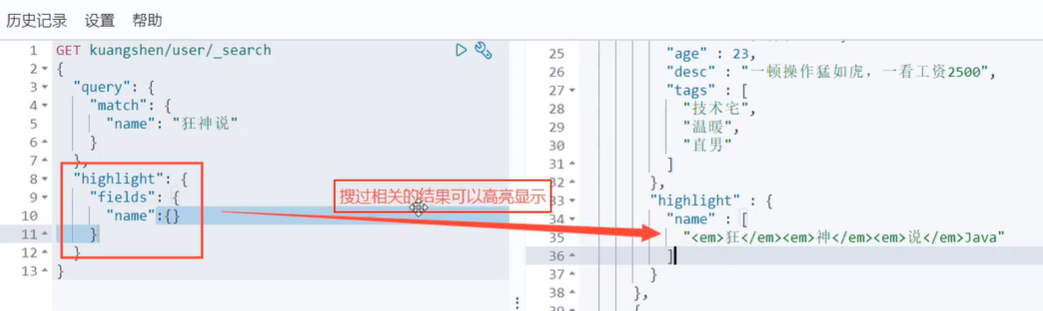 历史记录 设置 帮助
1 GET kuangshen/user/_search
2 {
3 "query": {
4 "match": {
5 "name": "狂神说"
6 }
7 },
8 "highlight": {
9 "fields": {
10 "name":{}
11 }
12 }
13 }
搜过相关的结果可以高亮显示
25 "age" : 23,
26 "desc" : "一顿操作猛如虎，一看工资2500",
27 "tags" : [
28 "技术宅",
29 "温暖",
30 "直男"
31 ]
32 },
33 "highlight" : {
34 "name" : [
35 "<em>狂</em><em>神</em><em>说</em>Java"
36 ]
37 }
38 },
39 {